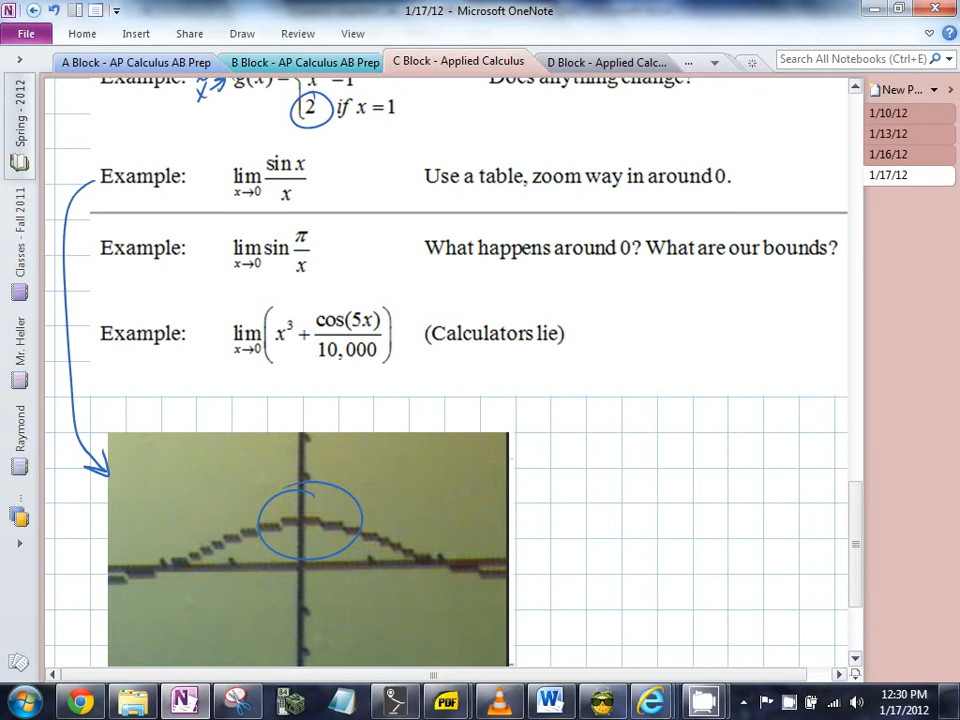 1/17/12 - Microsoft OneNote
File Home Insert Share Draw Review View
A Block - AP Calculus AB Prep B Block - AP Calculus AB Prep C Block - Applied Calculus D Block - Applied Calc... ... Search All Notebooks (Ctrl+E)
New P...
1/10/12
1/13/12
1/16/12
1/17/12
Spring - 2012
Classes - Fall 2011
Mr. Heller
Raymond
...
Example: g(x) = x = 1 Does anything change?
2 if x = 1
Example: lim x→0 sin x / x Use a table, zoom way in around 0.
Example: lim x→0 sin π / x What happens around 0? What are our bounds?
Example: lim x→0 ( x³ + cos(5x) / 10,000 ) (Calculators lie)
84
PDF
W
12:30 PM
1/17/2012